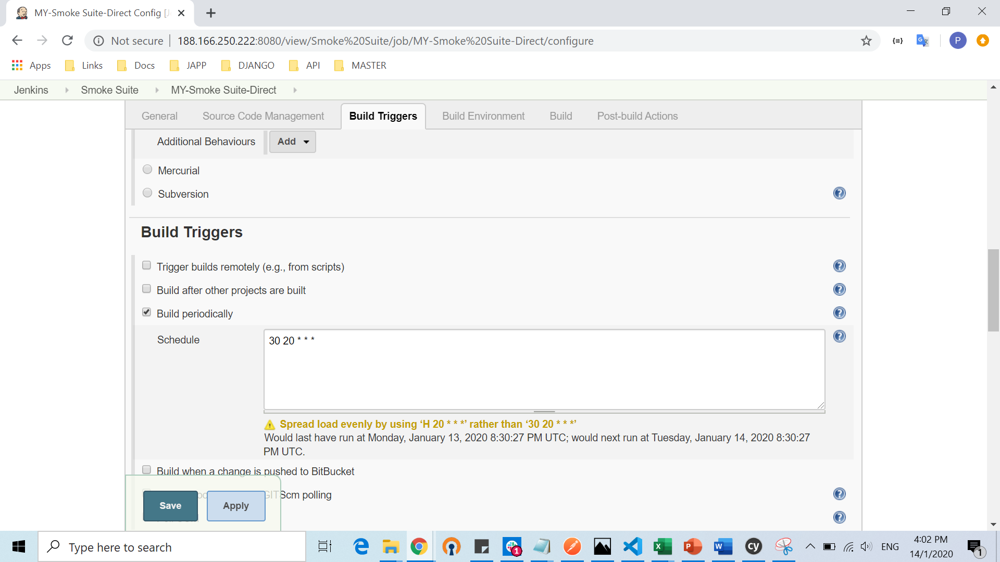 MY-Smoke Suite-Direct Config [J
Not secure 188.166.250.222:8080/view/Smoke%20Suite/job/MY-Smoke%20Suite-Direct/configure
P
Apps Links Docs JAPP DJANGO API MASTER
Jenkins Smoke Suite MY-Smoke Suite-Direct
General Source Code Management Build Triggers Build Environment Build Post-build Actions
Additional Behaviours Add
Mercurial
Subversion
Build Triggers
Trigger builds remotely (e.g., from scripts)
Build after other projects are built
Build periodically
Schedule 30 20 * * *
Spread load evenly by using ‘H 20 * * *’ rather than ‘30 20 * * *’
Would last have run at Monday, January 13, 2020 8:30:27 PM UTC; would next run at Tuesday, January 14, 2020 8:30:27
PM UTC.
Build when a change is pushed to BitBucket
GITScm polling
Save Apply
Type here to search
1
cy
ENG
4:02 PM
14/1/2020
1